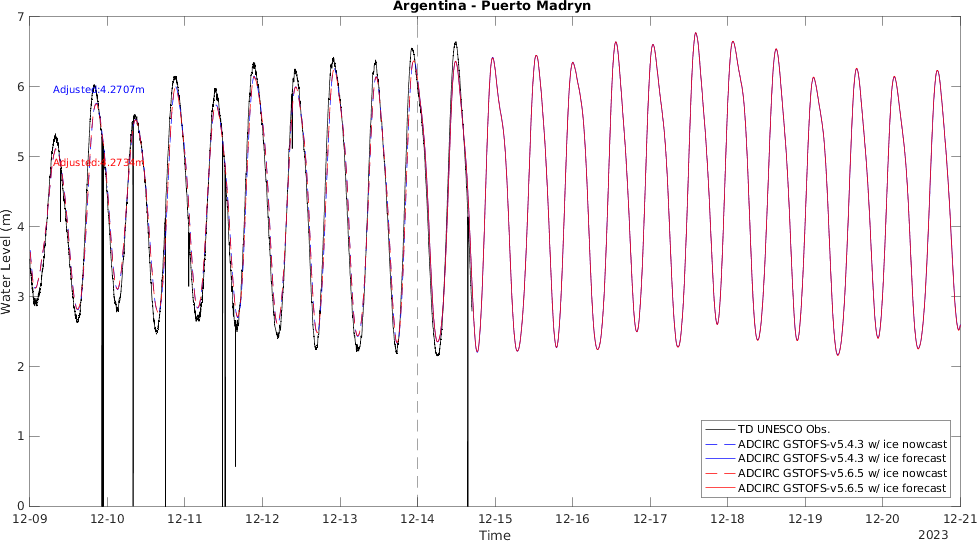 Argentina - Puerto Madryn
7
6
5
4
3
2
1
0
Water Level (m)
Adjusted:4.2707m
Adjusted:4.2734m
TD UNESCO Obs.
ADCIRC GSTOFS-v5.4.3 w/ ice nowcast
ADCIRC GSTOFS-v5.4.3 w/ ice forecast
ADCIRC GSTOFS-v5.6.5 w/ ice nowcast
ADCIRC GSTOFS-v5.6.5 w/ ice forecast
12-09 12-10 12-11 12-12 12-13 12-14 12-15 12-16 12-17 12-18 12-19 12-20 12-21
Time
2023